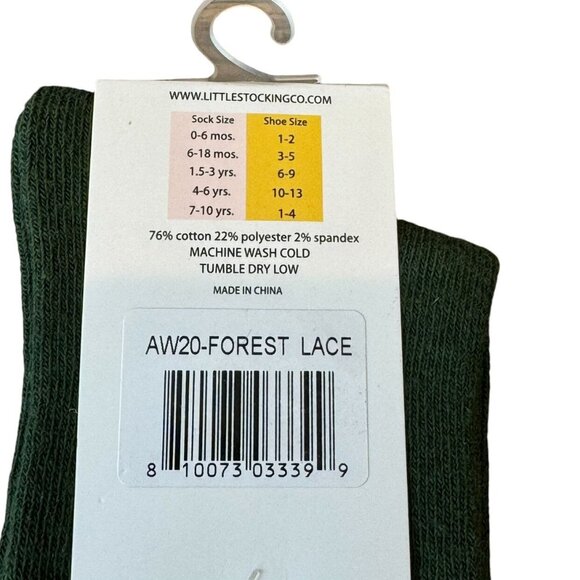 WWW.LITTLESTOCKINGCO.COM
Sock Size Shoe Size
0-6 mos. 1-2
6-18 mos. 3-5
1.5-3 yrs. 6-9
4-6 yrs. 10-13
7-10 yrs. 1-4
76% cotton 22% polyester 2% spandex
MACHINE WASH COLD
TUMBLE DRY LOW
MADE IN CHINA
AW20-FOREST LACE
8 10073 03339 9